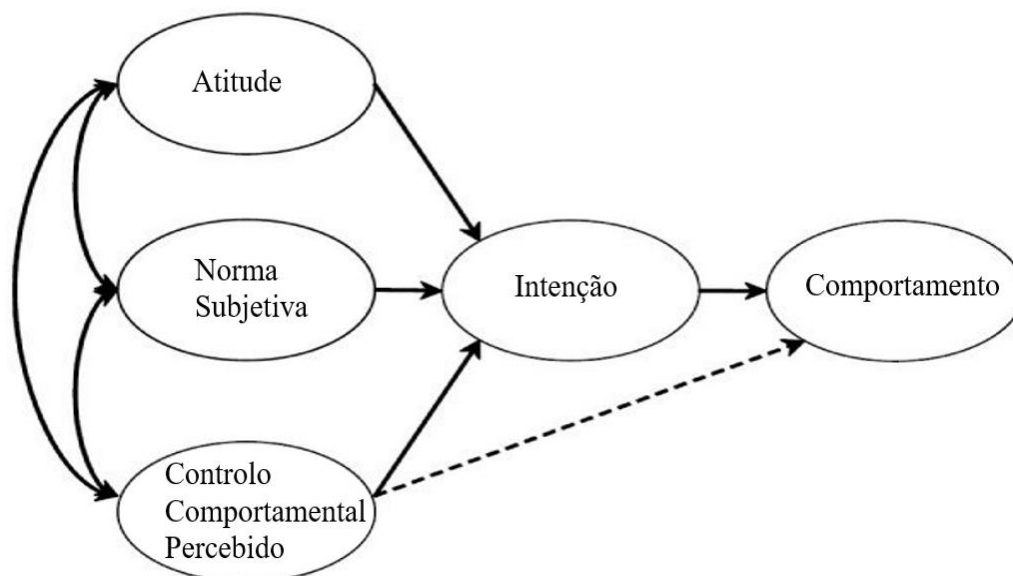 Atitude
Norma
Subjetiva
Intenção
Comportamento
Controlo
Comportamental
Percebido